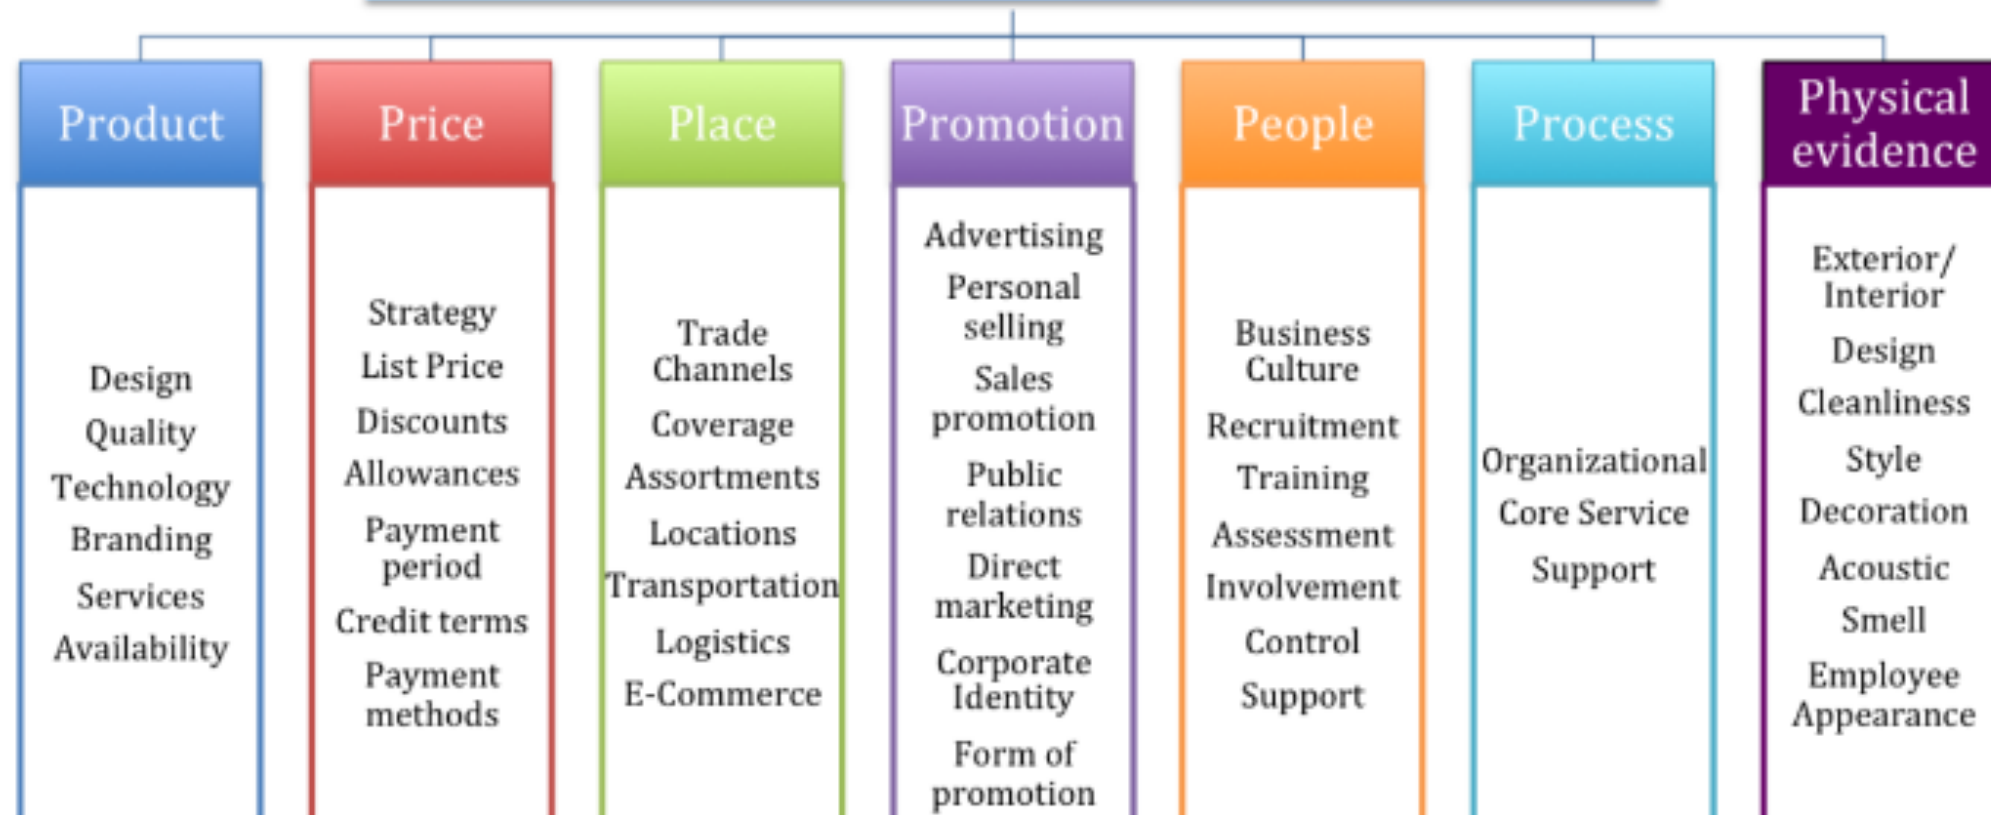 Product
Design
Quality
Technology
Branding
Services
Availability
Price
Strategy
List Price
Discounts
Allowances
Payment
period
Credit terms
Payment
methods
Place
Trade
Channels
Coverage
Assortments
Locations
Transportation
Logistics
E-Commerce
Promotion
Advertising
Personal
selling
Sales
promotion
Public
relations
Direct
marketing
Corporate
Identity
Form of
promotion
People
Business
Culture
Recruitment
Training
Assessment
Involvement
Control
Support
Process
Organizational
Core Service
Support
Physical
evidence
Exterior/
Interior
Design
Cleanliness
Style
Decoration
Acoustic
Smell
Employee
Appearance